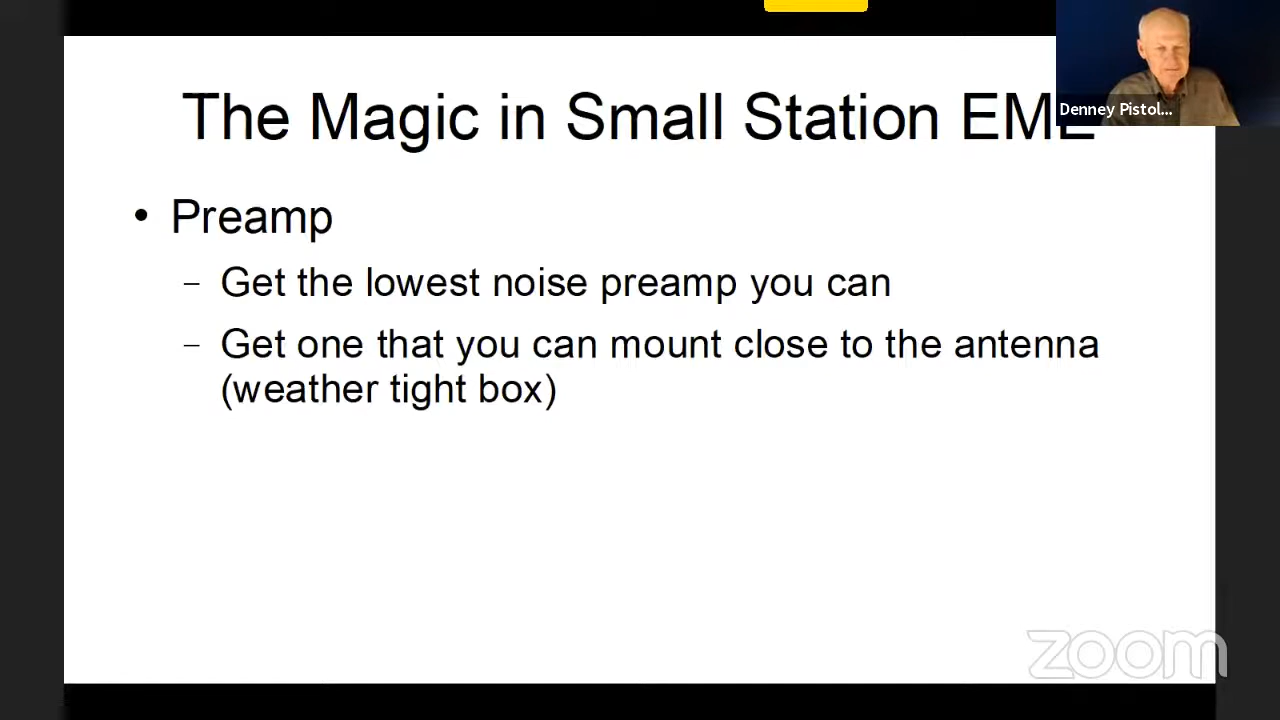 The Magic in Small Station EME
Denney Pistol...
• Preamp
– Get the lowest noise preamp you can
– Get one that you can mount close to the antenna
(weather tight box)
zoom